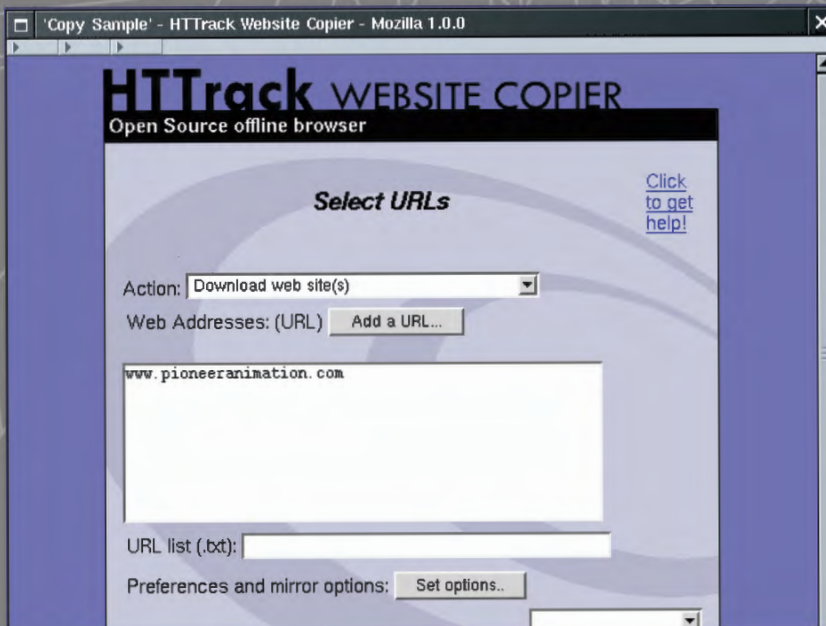 'Copy Sample' - HTTrack Website Copier - Mozilla 1.0.0
HTTrack WEBSITE COPIER
Open Source offline browser
Select URLs
Click
to get
help!
Action: Download web site(s)
Web Addresses: (URL) Add a URL...
www.pioneeranimation.com
URL list (.txt):
Preferences and mirror options: Set options..